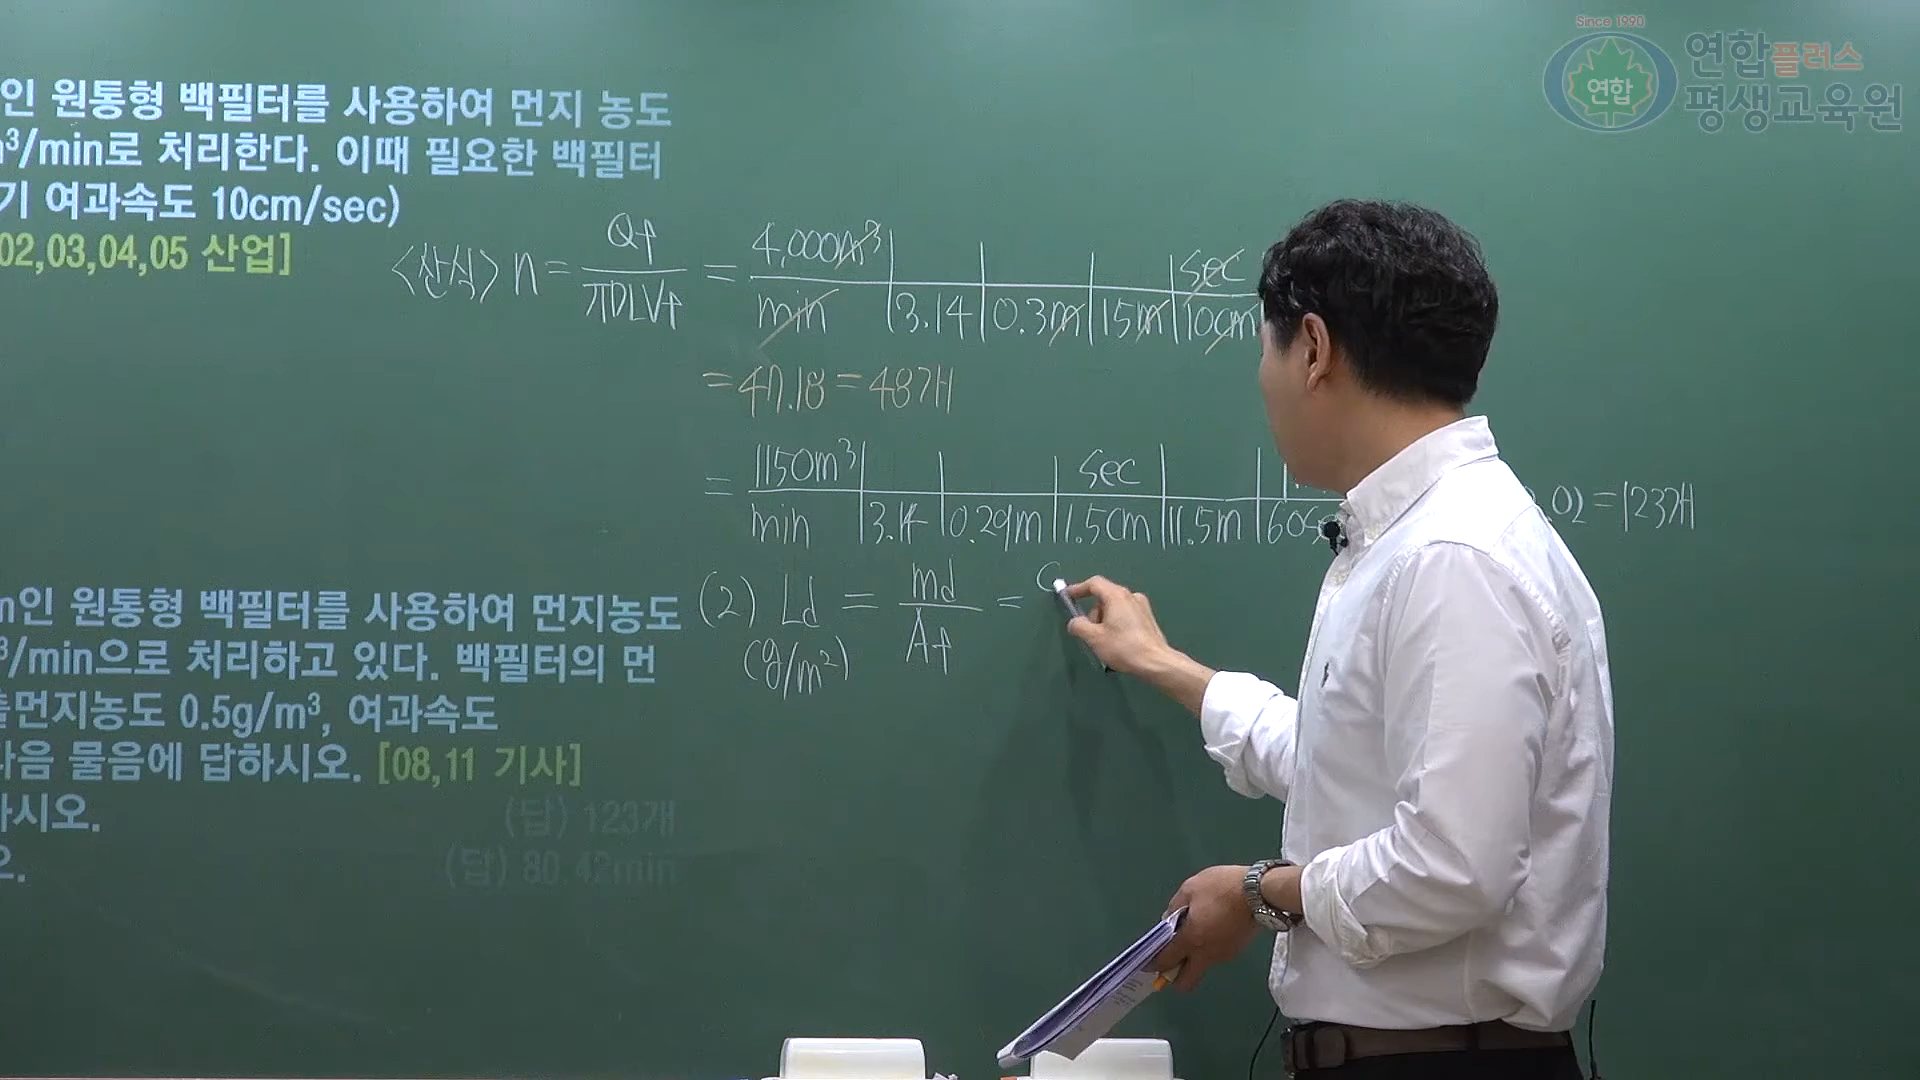 Since 1990
연합
연합플러스
평생교육원
인 원통형 백필터를 사용하여 먼지 농도
m³/min로 처리한다. 이때 필요한 백필터
기 여과속도 10cm/sec)
02,03,04,05 산업]
<산식> n = Qf / πDLVf = 4,000m³ | | | | sec
min | 3.14 | 0.3m | 15m | 10cm
= 47.18 = 48개
= 1150m³ | | | sec | |
min | 3.14 | 0.29m | 1.5cm | 11.5m | 60s
.02 = 123개
(2) Ld = md / Af = C
(g/m²)
m인 원통형 백필터를 사용하여 먼지농도
³/min으로 처리하고 있다. 백필터의 먼
출먼지농도 0.5g/m³, 여과속도
다음 물음에 답하시오. [08,11 기사]
하시오.
(답) 123개
오.
(답) 80.42min